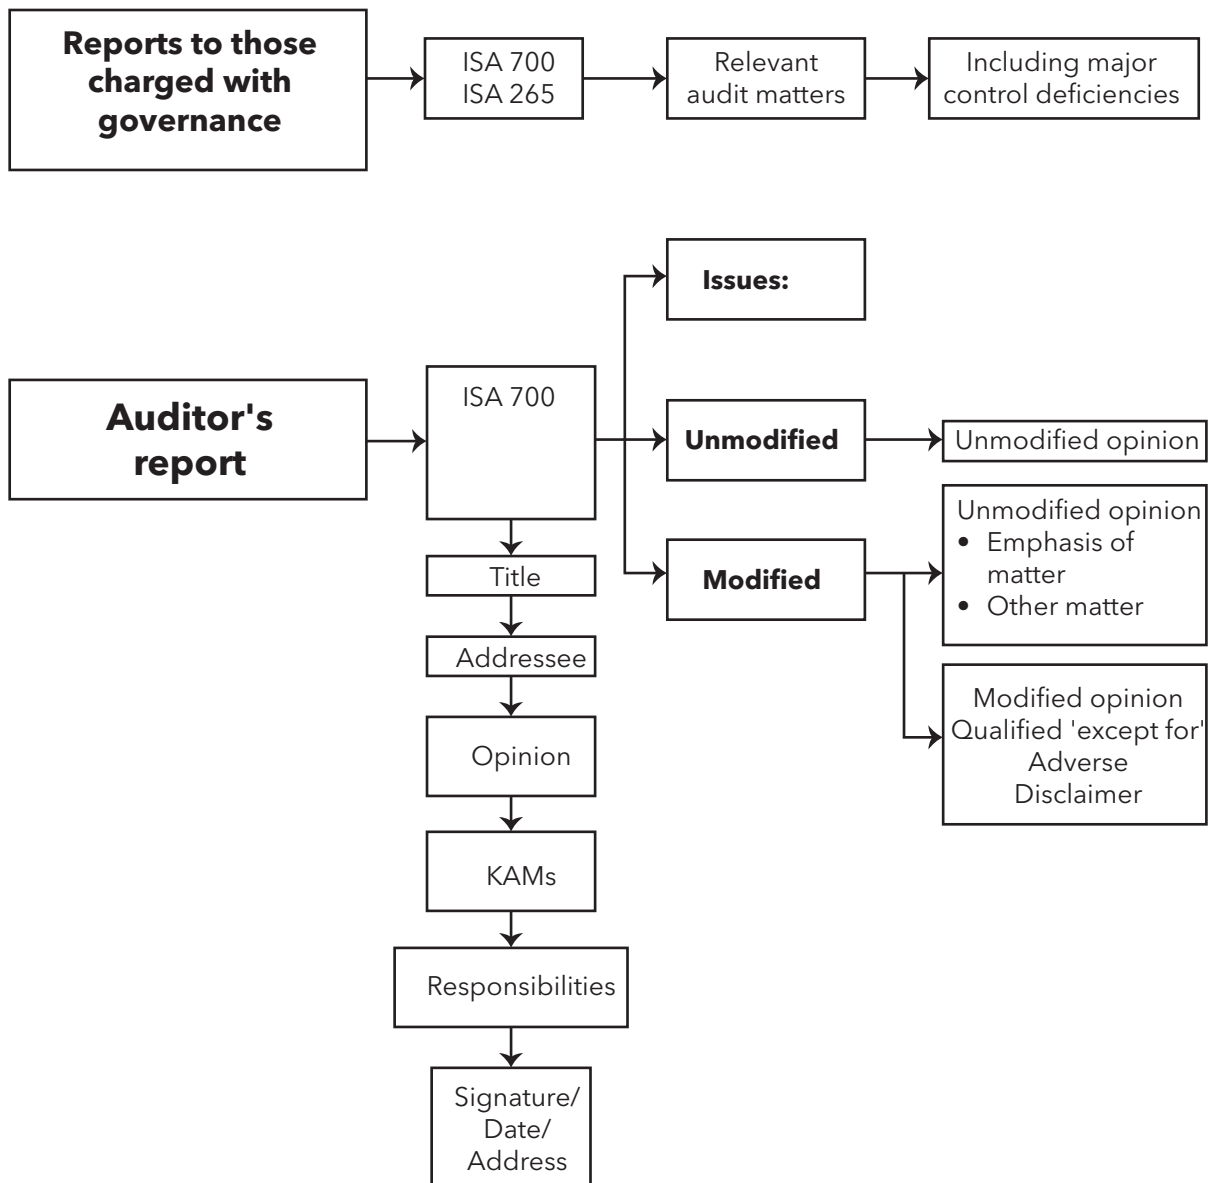 Reports to those
charged with
governance
ISA 700
ISA 265
Relevant
audit matters
Including major
control deficiencies
Issues:
Auditor's
report
ISA 700
Unmodified
Unmodified opinion
Modified
Unmodified opinion
• Emphasis of
matter
• Other matter
Modified opinion
Qualified 'except for'
Adverse
Disclaimer
Title
Addressee
Opinion
KAMs
Responsibilities
Signature/
Date/
Address